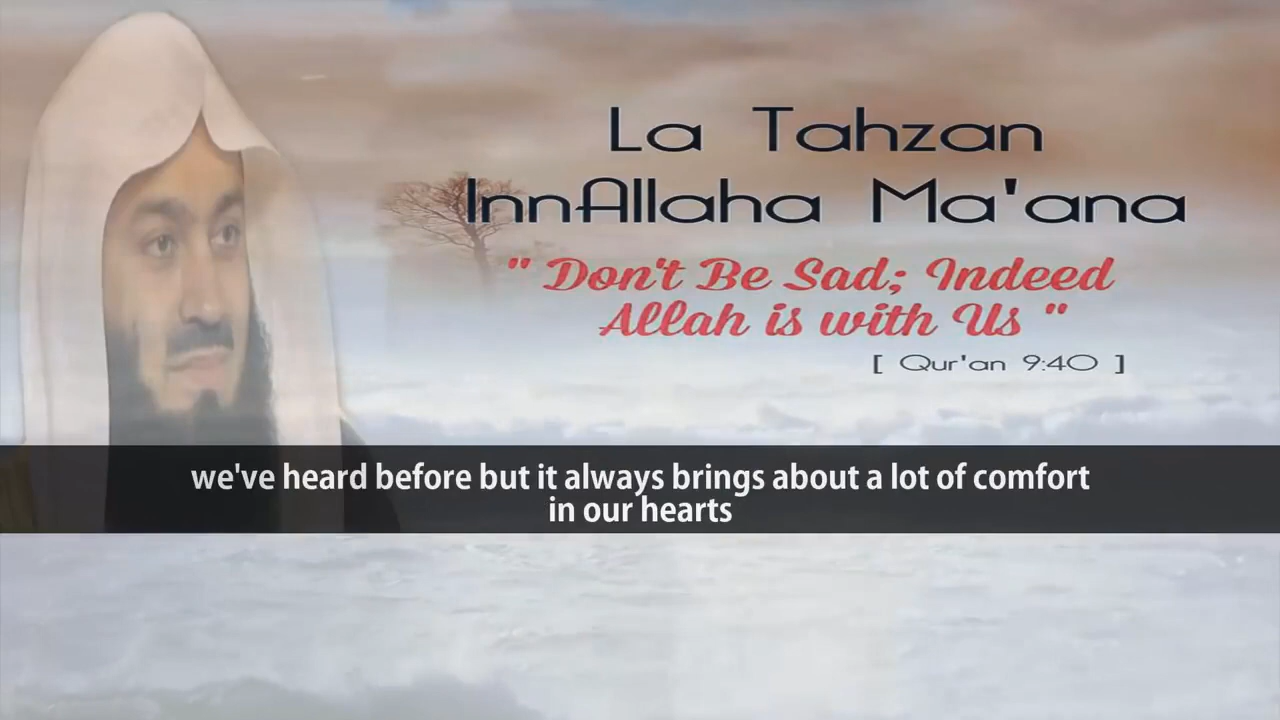 La Tahzan
InnAllaha Ma'ana
" Don't Be Sad; Indeed
Allah is with Us "
[ Qur'an 9:40 ]
we've heard before but it always brings about a lot of comfort
in our hearts